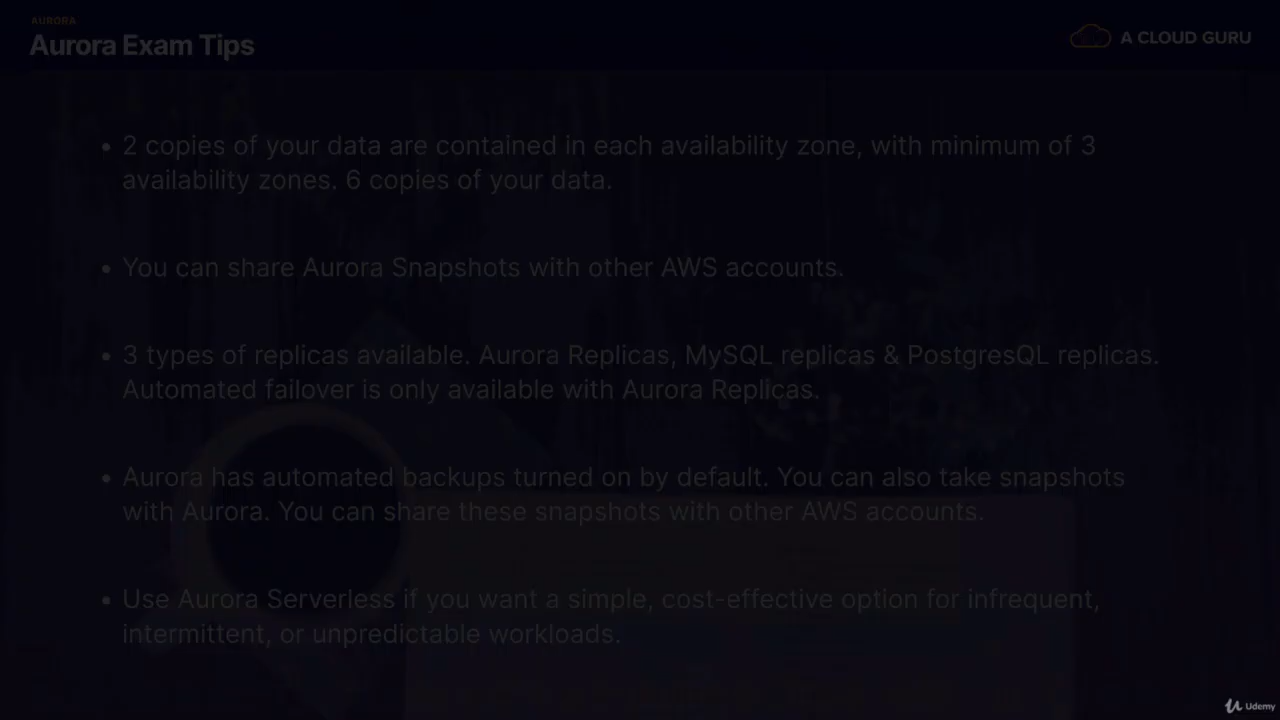 AURORA
Aurora Exam Tips
A CLOUD GURU
• 2 copies of your data are contained in each availability zone, with minimum of 3
availability zones. 6 copies of your data.
• You can share Aurora Snapshots with other AWS accounts.
• 3 types of replicas available. Aurora Replicas, MySQL replicas & PostgresQL replicas.
Automated failover is only available with Aurora Replicas.
• Aurora has automated backups turned on by default. You can also take snapshots
with Aurora. You can share these snapshots with other AWS accounts.
• Use Aurora Serverless if you want a simple, cost-effective option for infrequent,
intermittent, or unpredictable workloads.
Udemy